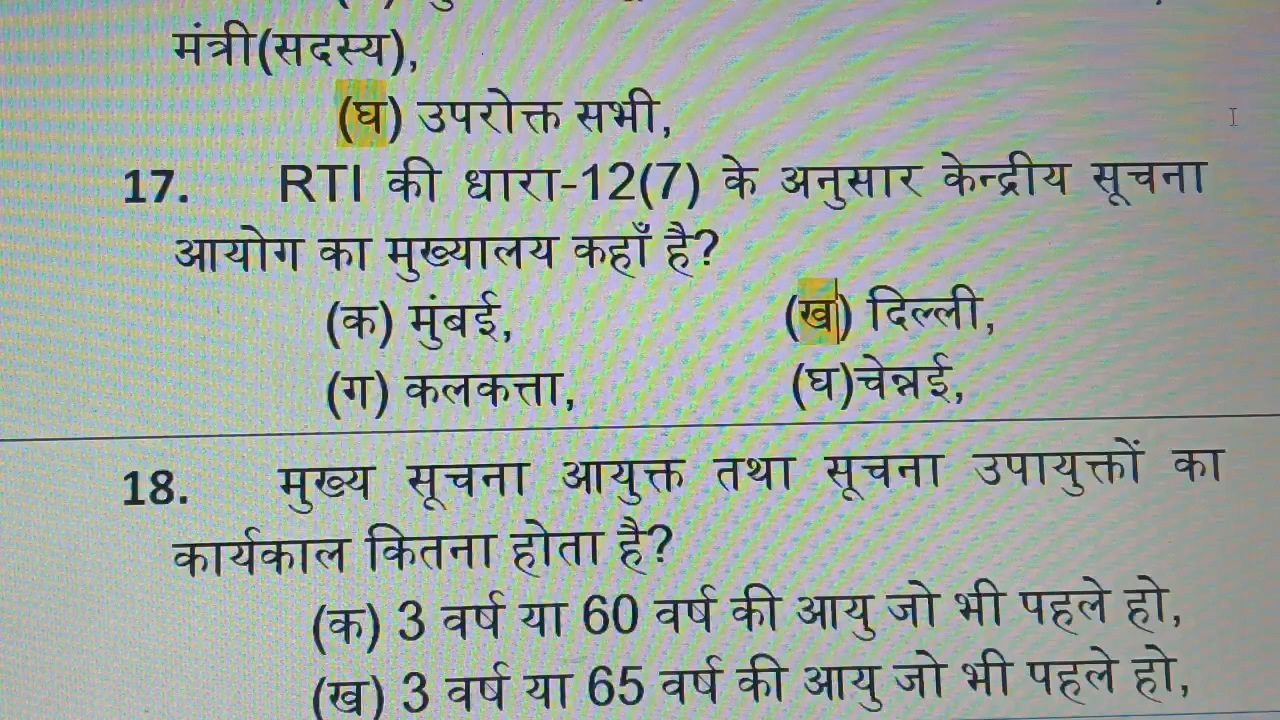 मंत्री(सदस्य),
(घ) उपरोक्त सभी,
17. RTI की धारा-12(7) के अनुसार केन्द्रीय सूचना
आयोग का मुख्यालय कहाँ है?
(क) मुंबई, (ख) दिल्ली,
(ग) कलकत्ता, (घ)चेन्नई,
18. मुख्य सूचना आयुक्त तथा सूचना उपायुक्तों का
कार्यकाल कितना होता है?
(क) 3 वर्ष या 60 वर्ष की आयु जो भी पहले हो,
(ख) 3 वर्ष या 65 वर्ष की आयु जो भी पहले हो,